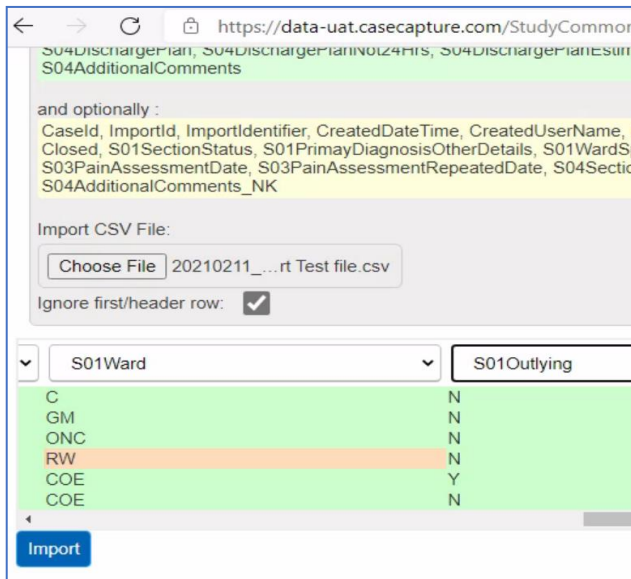 https://data-uat.casecapture.com/StudyCommon
S04DischargePlan, S04DischargePlanNot24Hrs, S04DischargePlanEstim
S04AdditionalComments
and optionally :
CaseId, ImportId, ImportIdentifier, CreatedDateTime, CreatedUserName,
Closed, S01SectionStatus, S01PrimayDiagnosisOtherDetails, S01WardSp
S03PainAssessmentDate, S03PainAssessmentRepeatedDate, S04Sectio
S04AdditionalComments_NK
Import CSV File:
Choose File 20210211_...rt Test file.csv
Ignore first/header row:
S01Ward S01Outlying
C N
GM N
ONC N
RW N
COE Y
COE N
Import